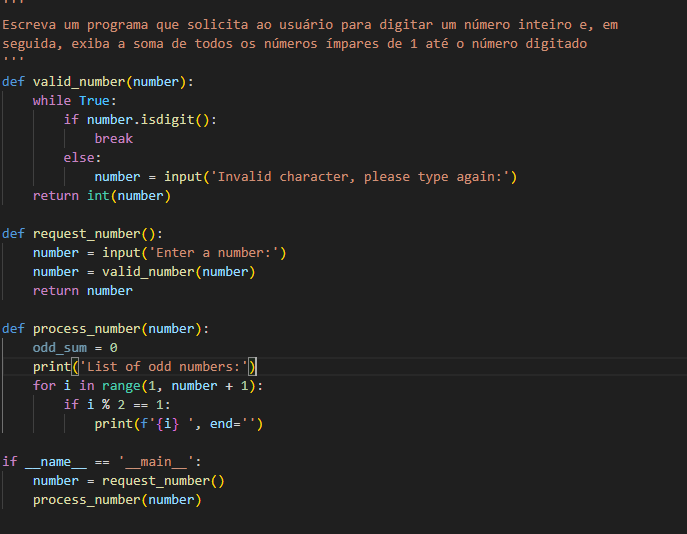 '''
Escreva um programa que solicita ao usuário para digitar um número inteiro e, em
seguida, exiba a soma de todos os números ímpares de 1 até o número digitado
'''
def valid_number(number):
    while True:
        if number.isdigit():
            break
        else:
            number = input('Invalid character, please type again:')
    return int(number)

def request_number():
    number = input('Enter a number:')
    number = valid_number(number)
    return number

def process_number(number):
    odd_sum = 0
    print('List of odd numbers:')
    for i in range(1, number + 1):
        if i % 2 == 1:
            print(f'{i} ', end='')

if __name__ == '__main__':
    number = request_number()
    process_number(number)